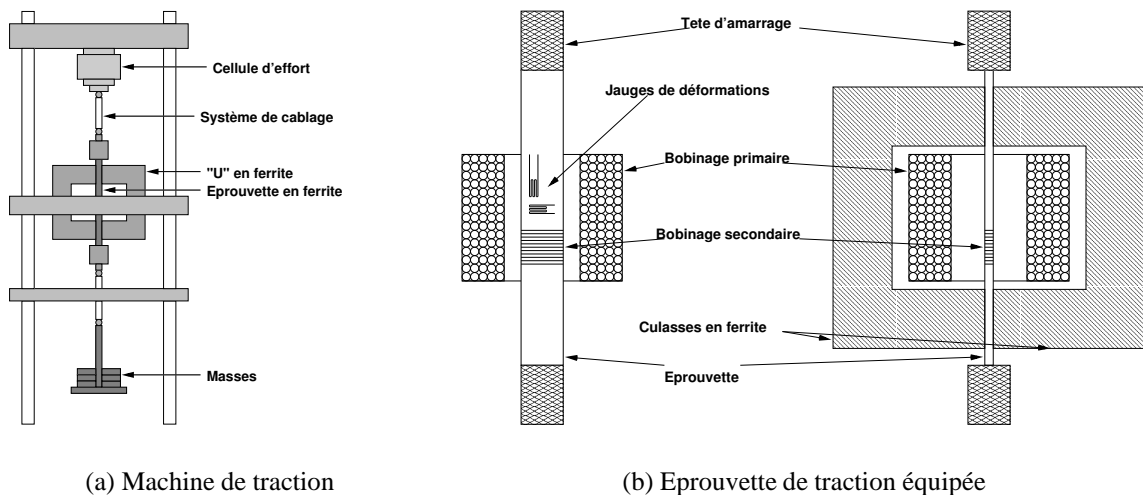 Cellule d'effort
Système de cablage
"U" en ferrite
Eprouvette en ferrite
Masses
Tete d'amarrage
Jauges de déformations
Bobinage primaire
Bobinage secondaire
Culasses en ferrite
Eprouvette
(a) Machine de traction
(b) Eprouvette de traction équipée